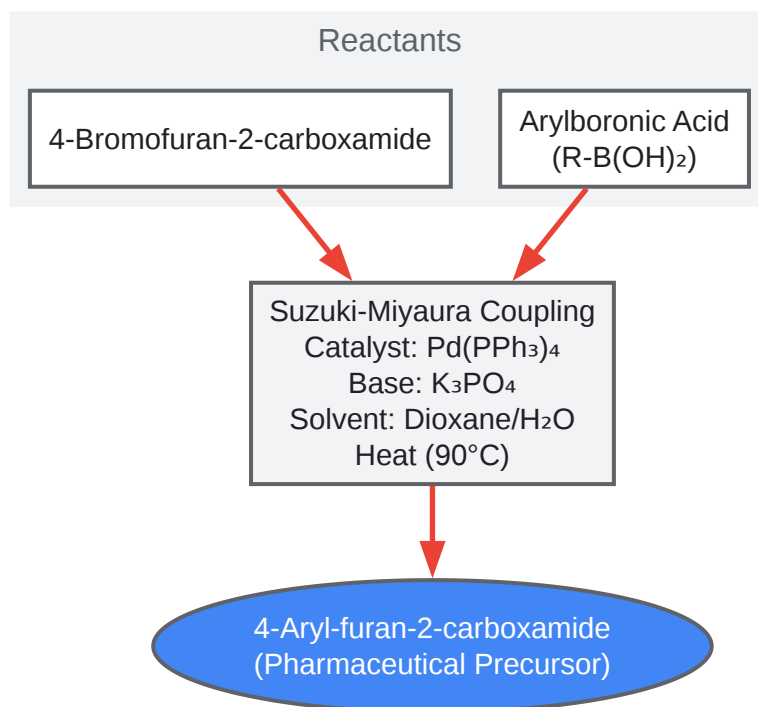 Reactants
4-Bromofuran-2-carboxamide
Arylboronic Acid
(R-B(OH)₂)
Suzuki-Miyaura Coupling
Catalyst: Pd(PPh₃)₄
Base: K₃PO₄
Solvent: Dioxane/H₂O
Heat (90°C)
4-Aryl-furan-2-carboxamide
(Pharmaceutical Precursor)